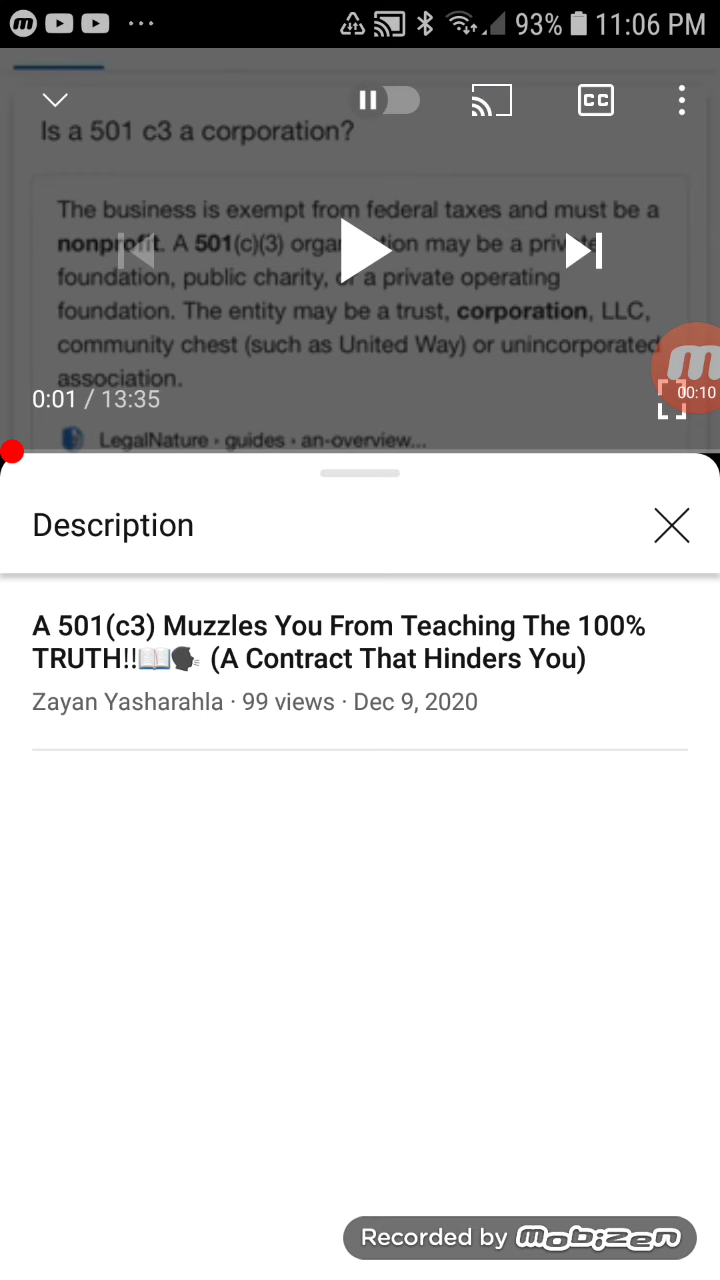 93% 11:06 PM
CC
Is a 501 c3 a corporation?
The business is exempt from federal taxes and must be a
nonprofit. A 501(c)(3) organization may be a private
foundation, public charity, or a private operating
foundation. The entity may be a trust, corporation, LLC,
community chest (such as United Way) or unincorporated
association.
0:01 / 13:35
00:10
LegalNature › guides › an-overview...
Description
A 501(c3) Muzzles You From Teaching The 100%
TRUTH!!📖🗣 (A Contract That Hinders You)
Zayan Yasharahla · 99 views · Dec 9, 2020
Recorded by mobizen